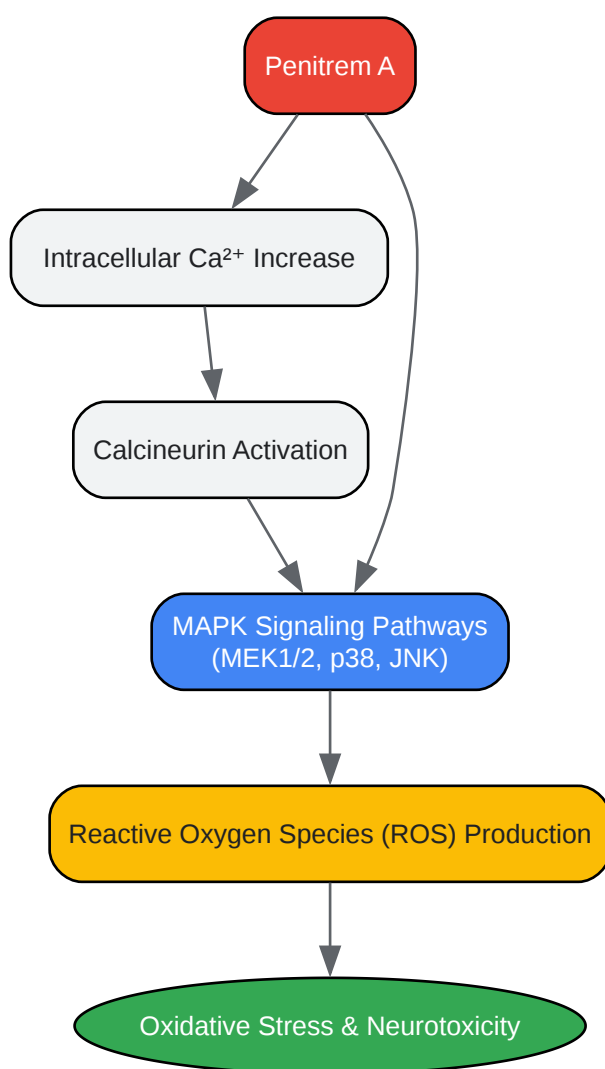 Penitrem A
Intracellular Ca²⁺ Increase
Calcineurin Activation
MAPK Signaling Pathways
(MEK1/2, p38, JNK)
Reactive Oxygen Species (ROS) Production
Oxidative Stress & Neurotoxicity